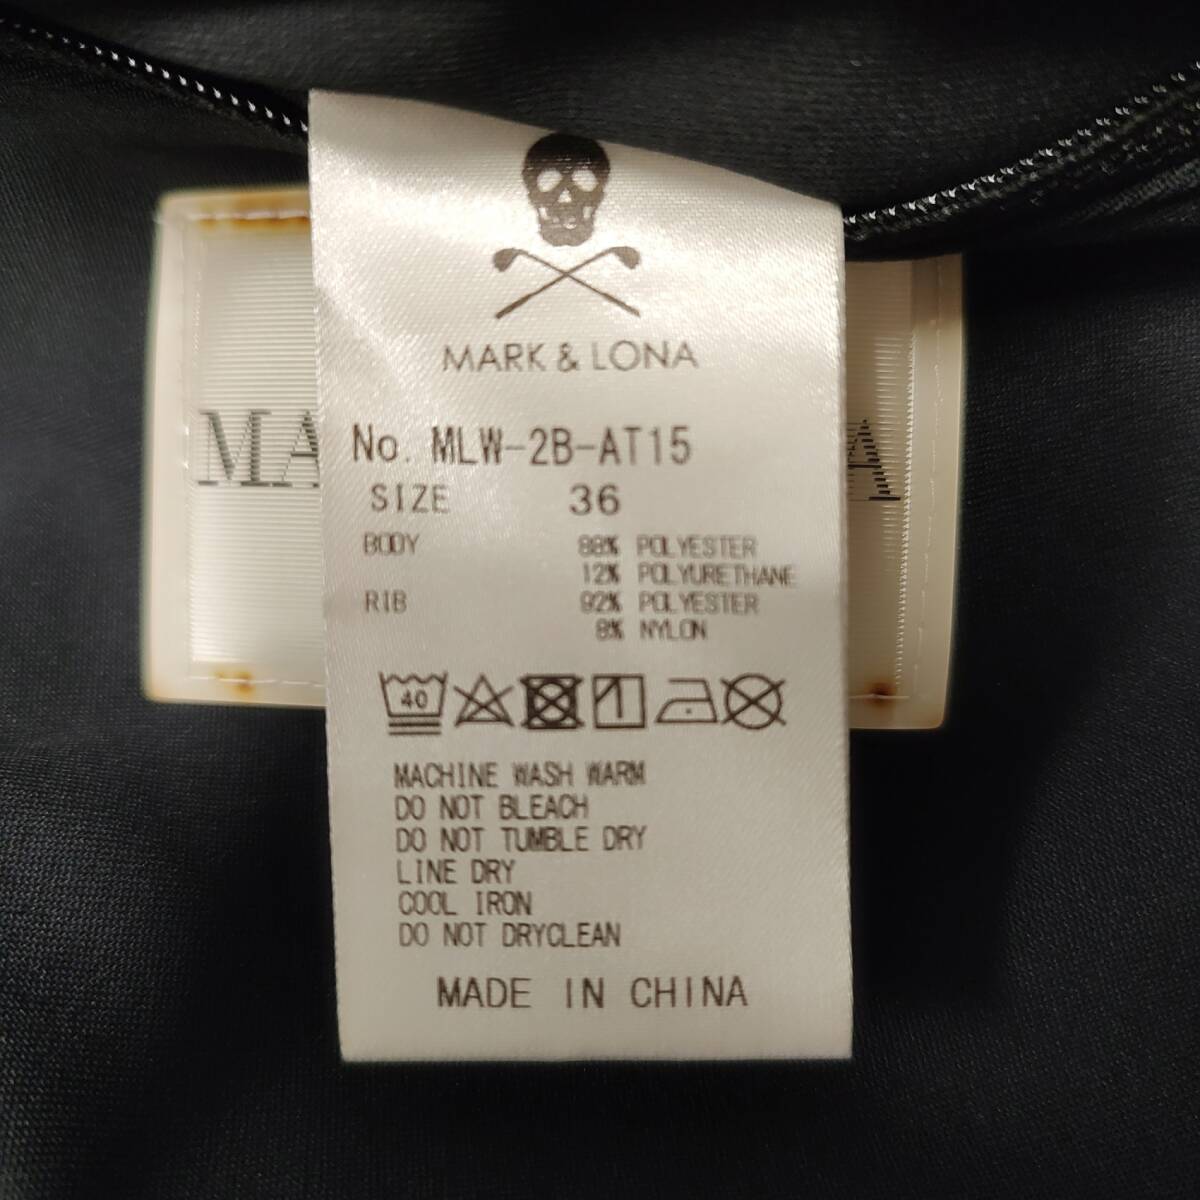 MARK & LONA
No. MLW-2B-AT15
SIZE 36
BODY 88% POLYESTER
12% POLYURETHANE
RIB 92% POLYESTER
8% NYLON
40
MACHINE WASH WARM
DO NOT BLEACH
DO NOT TUMBLE DRY
LINE DRY
COOL IRON
DO NOT DRYCLEAN
MADE IN CHINA
MA